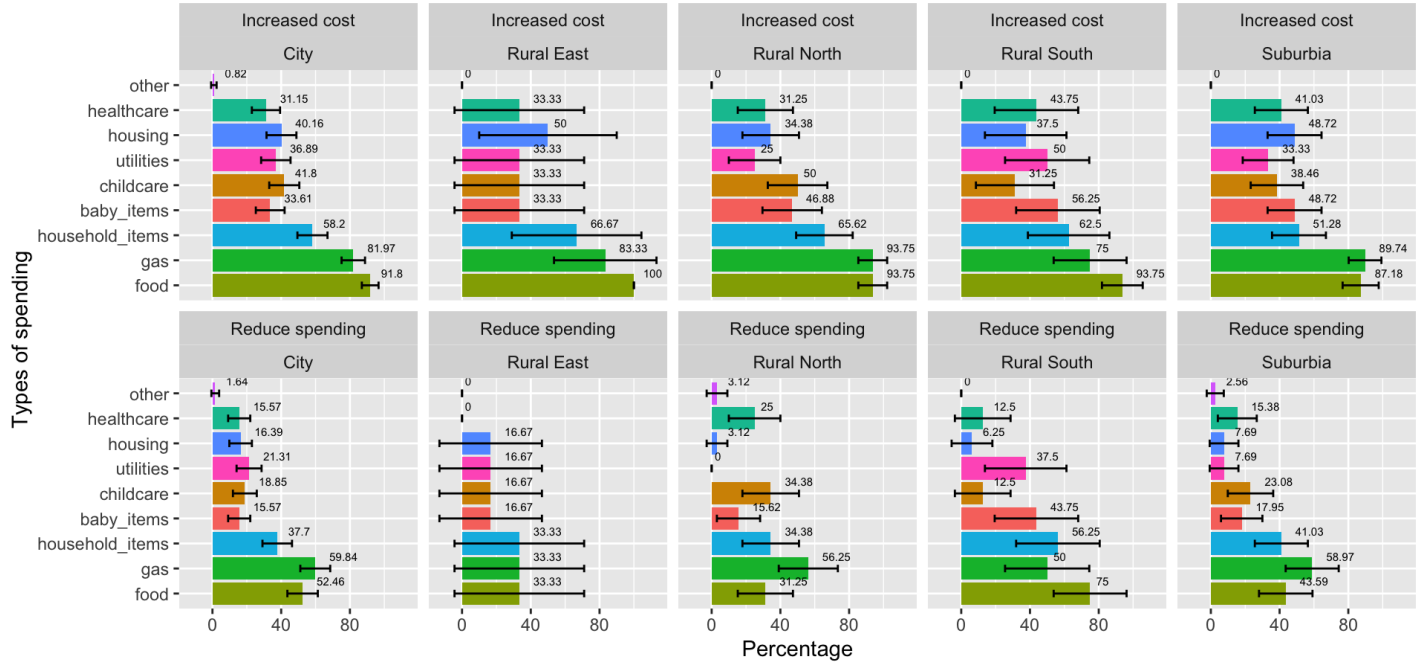 Increased cost Increased cost Increased cost Increased cost Increased cost
City Rural East Rural North Rural South Suburbia
other 0.82 0 0 0 0
healthcare 31.15 33.33 31.25 43.75 41.03
housing 40.16 50 34.38 37.5 48.72
utilities 36.89 33.33 25 50 33.33
childcare 41.8 33.33 50 31.25 38.46
baby_items 33.61 33.33 46.88 56.25 48.72
household_items 58.2 66.67 65.62 62.5 51.28
gas 81.97 83.33 93.75 75 89.74
food 91.8 100 93.75 93.75 87.18
Types of spending
Reduce spending Reduce spending Reduce spending Reduce spending Reduce spending
City Rural East Rural North Rural South Suburbia
other 1.64 0 3.12 0 2.56
healthcare 15.57 0 25 12.5 15.38
housing 16.39 16.67 3.12 6.25 7.69
utilities 21.31 16.67 0 37.5 7.69
childcare 18.85 16.67 34.38 12.5 23.08
baby_items 15.57 16.67 15.62 43.75 17.95
household_items 37.7 33.33 34.38 56.25 41.03
gas 59.84 33.33 56.25 50 58.97
food 52.46 33.33 31.25 75 43.59
0 40 80 0 40 80 0 40 80 0 40 80 0 40 80
Percentage